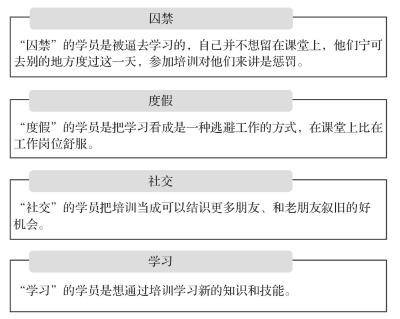 囚禁
“囚禁”的学员是被逼去学习的，自己并不想留在课堂上，他们宁可
去别的地方度过这一天，参加培训对他们来讲是惩罚。
度假
“度假”的学员是把学习看成是一种逃避工作的方式，在课堂上比在
工作岗位舒服。
社交
“社交”的学员把培训当成可以结识更多朋友、和老朋友叙旧的好
机会。
学习
“学习”的学员是想通过培训学习新的知识和技能。